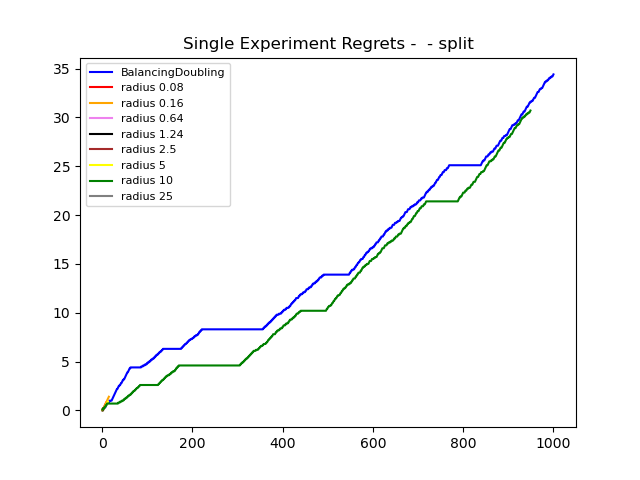 Single Experiment Regrets -  - split
35
30
25
20
15
10
5
0
BalancingDoubling
radius 0.08
radius 0.16
radius 0.64
radius 1.24
radius 2.5
radius 5
radius 10
radius 25
0 200 400 600 800 1000